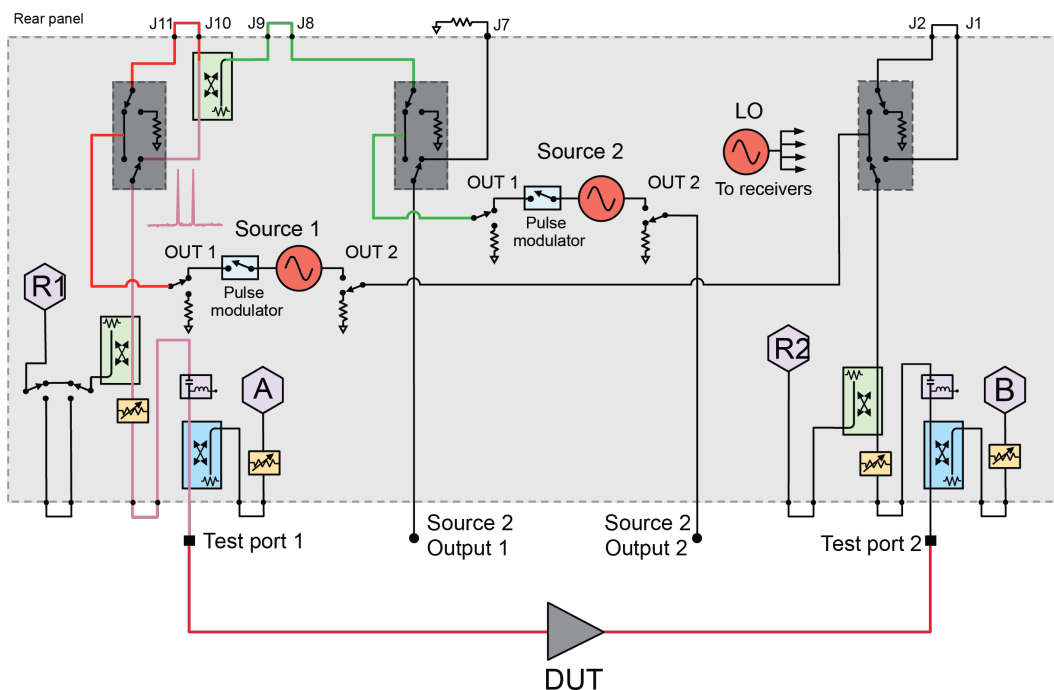 Rear panel
J11
J10
J9
J8
J7
J2
J1
LO
To receivers
Source 2
OUT 1
OUT 2
Pulse
modulator
Source 1
OUT 1
OUT 2
Pulse
modulator
R1
A
R2
B
Test port 1
Source 2
Output 1
Source 2
Output 2
Test port 2
DUT